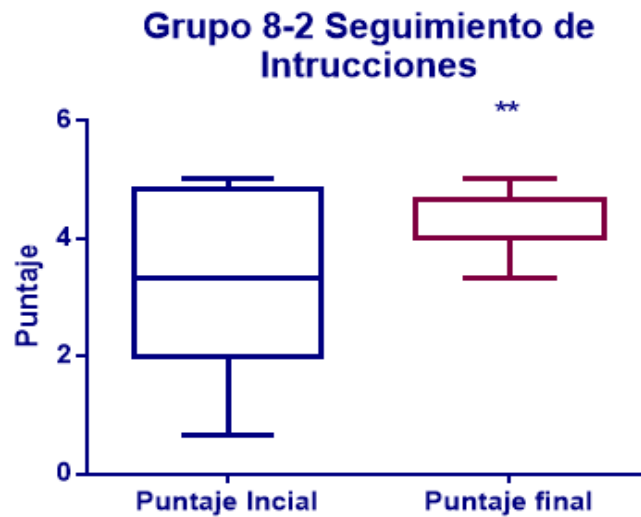 Grupo 8-2 Seguimiento de
Intrucciones
**
6
4
2
0
Puntaje
Puntaje Incial
Puntaje final